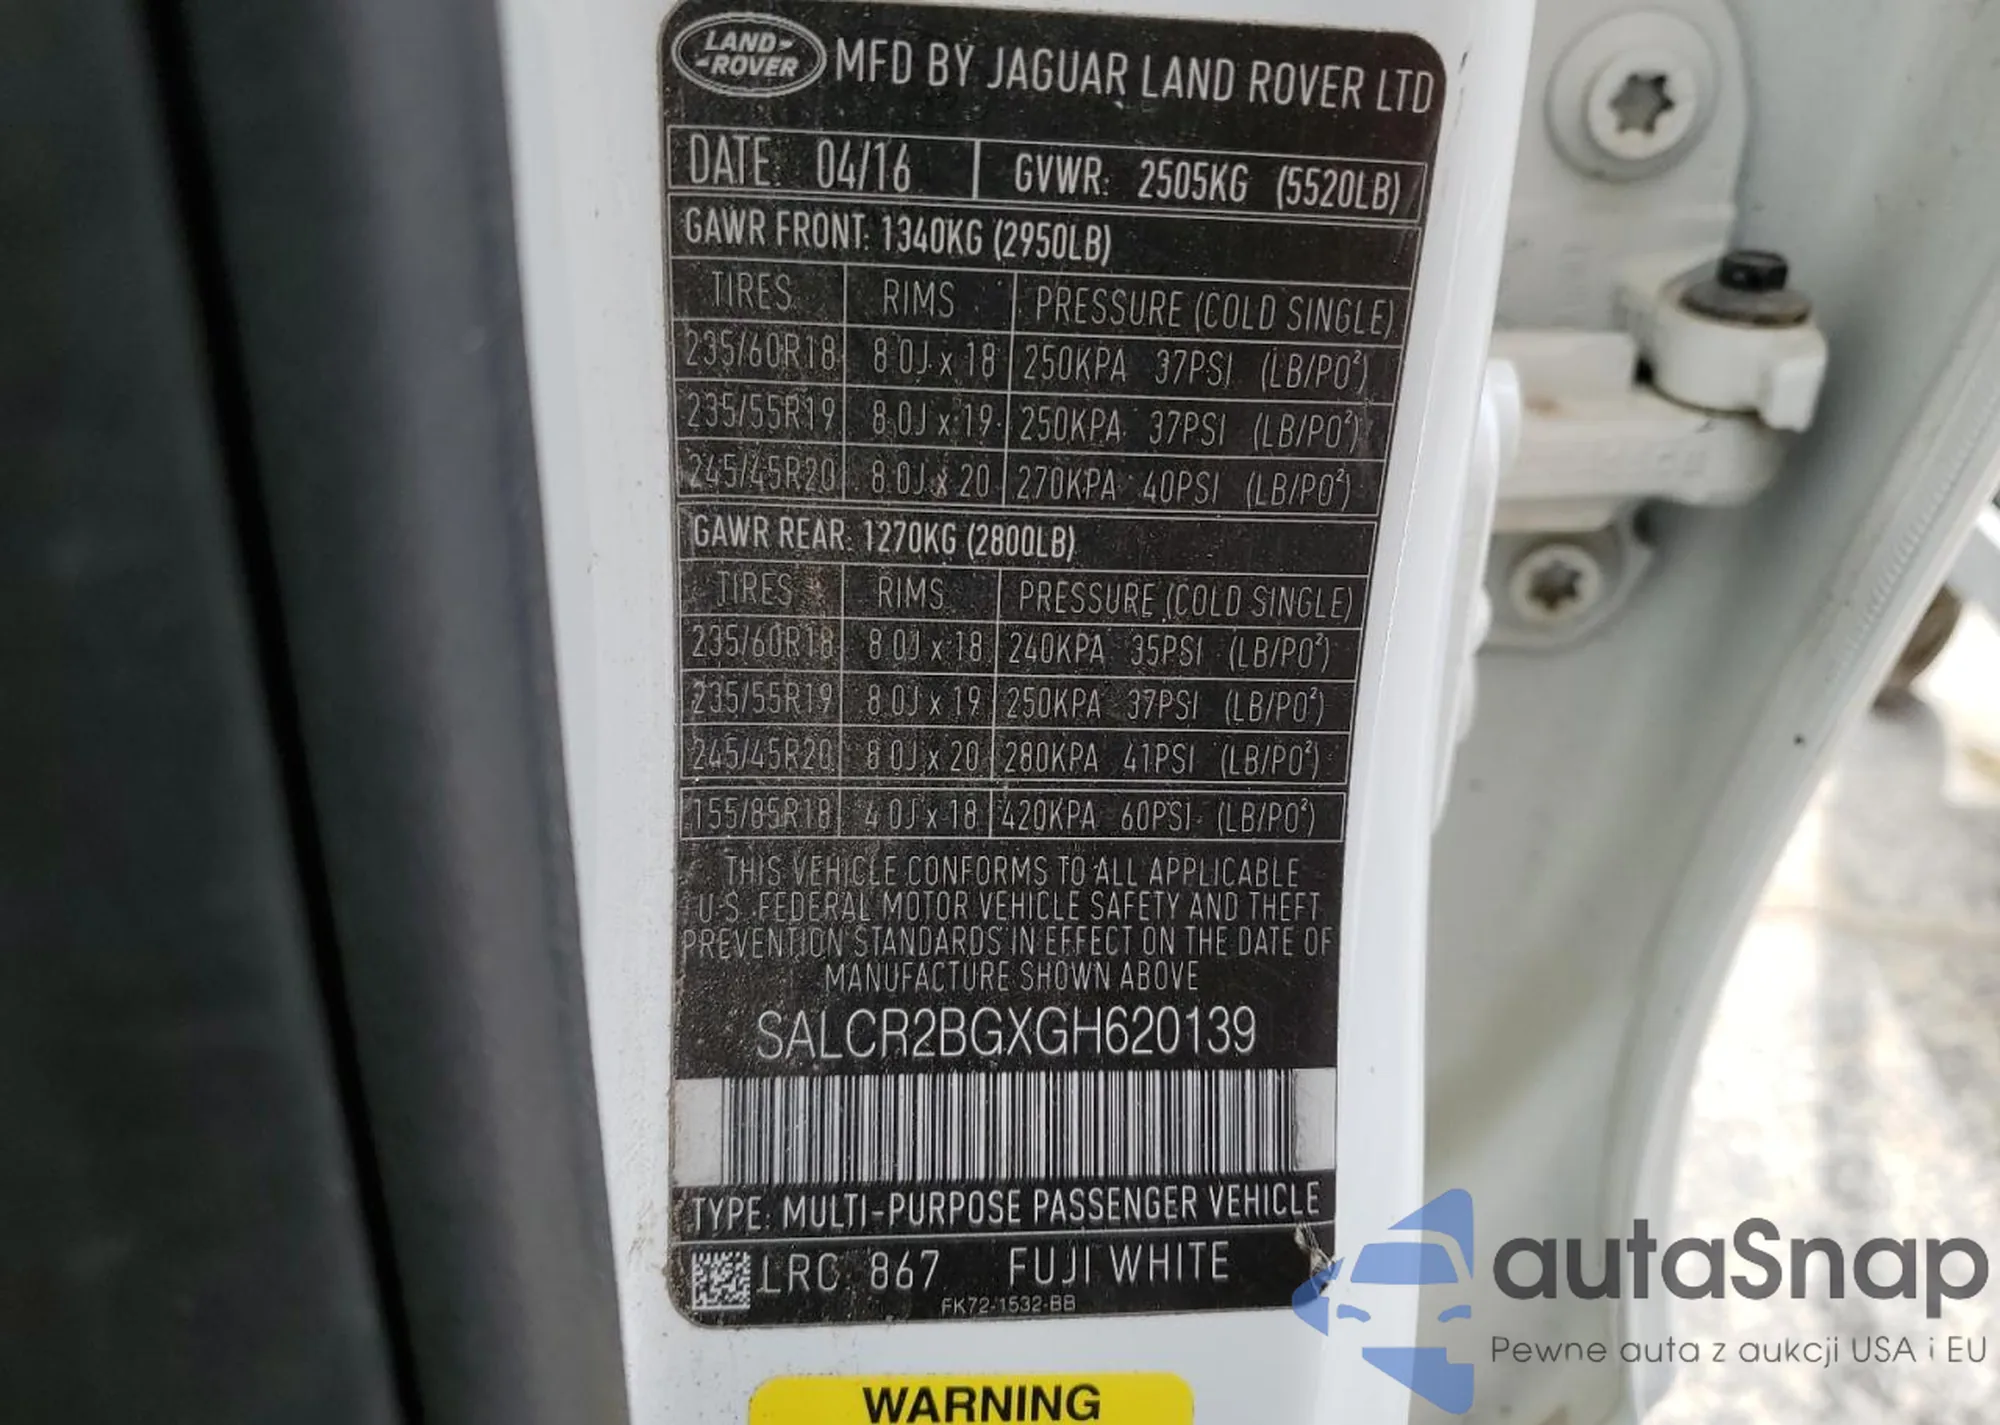 LAND-
-ROVER
MFD BY JAGUAR LAND ROVER LTD
DATE: 04/16 GVWR: 2505KG (5520LB)
GAWR FRONT: 1340KG (2950LB)
TIRES RIMS PRESSURE (COLD SINGLE)
235/60R18 8.0J x 18 250KPA 37PSI (LB/PO²)
235/55R19 8.0J x 19 250KPA 37PSI (LB/PO²)
245/45R20 8.0J x 20 270KPA 40PSI (LB/PO²)
GAWR REAR: 1270KG (2800LB)
TIRES RIMS PRESSURE (COLD SINGLE)
235/60R18 8.0J x 18 240KPA 35PSI (LB/PO²)
235/55R19 8.0J x 19 250KPA 37PSI (LB/PO²)
245/45R20 8.0J x 20 280KPA 41PSI (LB/PO²)
155/85R18 4.0J x 18 420KPA 60PSI (LB/PO²)
THIS VEHICLE CONFORMS TO ALL APPLICABLE
U.S. FEDERAL MOTOR VEHICLE SAFETY AND THEFT
PREVENTION STANDARDS IN EFFECT ON THE DATE OF
MANUFACTURE SHOWN ABOVE
SALCR2BGXGH620139
TYPE: MULTI-PURPOSE PASSENGER VEHICLE
LRC 867 FUJI WHITE
FK72-1532-BB
WARNING
autaSnap
Pewne auta z aukcji USA i EU